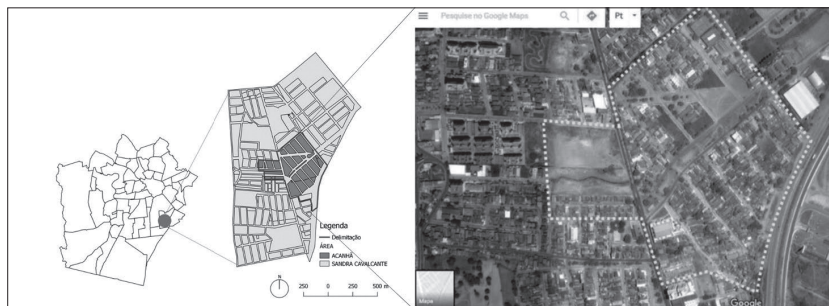 Legenda
Delimitação
ÁREA
ACANHÃ
SANDRA CAVALCANTE
N
250 0 250 500 m
Pesquise no Google Maps
Pt
Mapa
Google